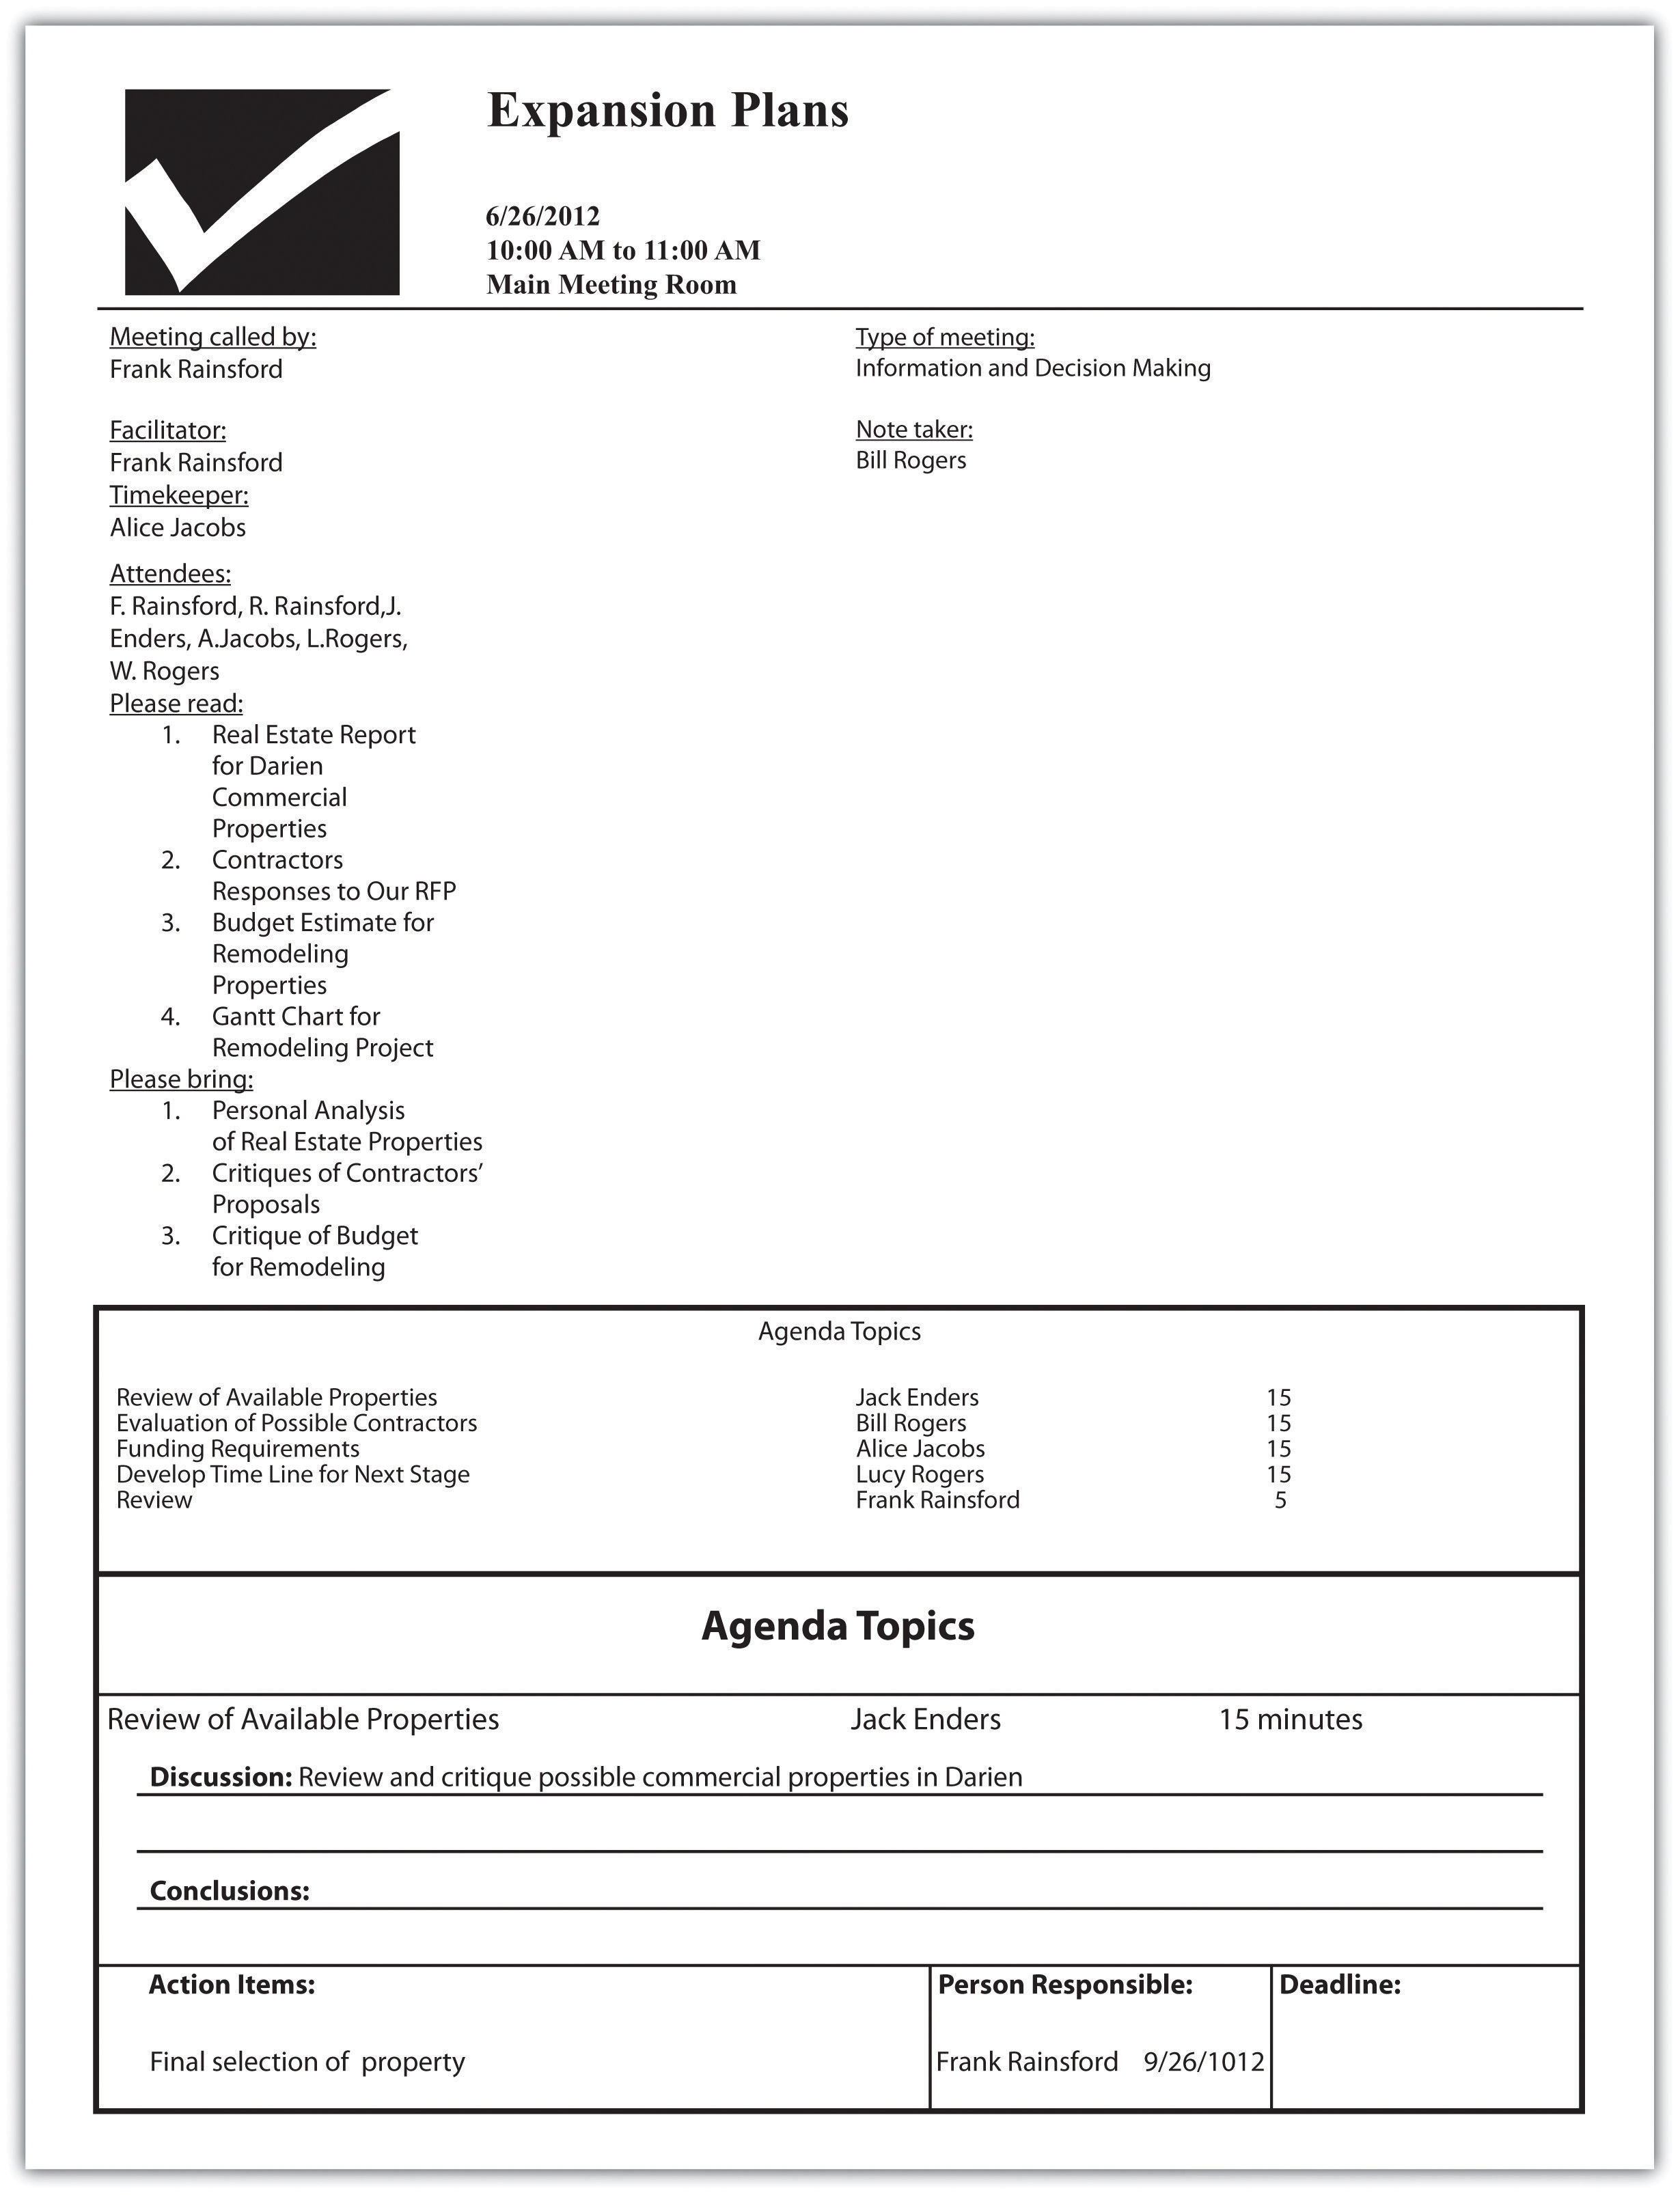 Expansion Plans
6/26/2012
10:00 AM to 11:00 AM
Main Meeting Room
Meeting called by:
Frank Rainsford
Type of meeting:
Information and Decision Making
Facilitator:
Frank Rainsford
Note taker:
Bill Rogers
Timekeeper:
Alice Jacobs
Attendees:
F. Rainsford, R. Rainsford,J.
Enders, A.Jacobs, L.Rogers,
W. Rogers
Please read:
1. Real Estate Report
for Darien
Commercial
Properties
2. Contractors
Responses to Our RFP
3. Budget Estimate for
Remodeling
Properties
4. Gantt Chart for
Remodeling Project
Please bring:
1. Personal Analysis
of Real Estate Properties
2. Critiques of Contractors’
Proposals
3. Critique of Budget
for Remodeling
Agenda Topics
Review of Available Properties Jack Enders 15
Evaluation of Possible Contractors Bill Rogers 15
Funding Requirements Alice Jacobs 15
Develop Time Line for Next Stage Lucy Rogers 15
Review Frank Rainsford 5
Agenda Topics
Review of Available Properties Jack Enders 15 minutes
Discussion: Review and critique possible commercial properties in Darien
Conclusions:
Action Items: Person Responsible: Deadline:
Final selection of property Frank Rainsford 9/26/1012